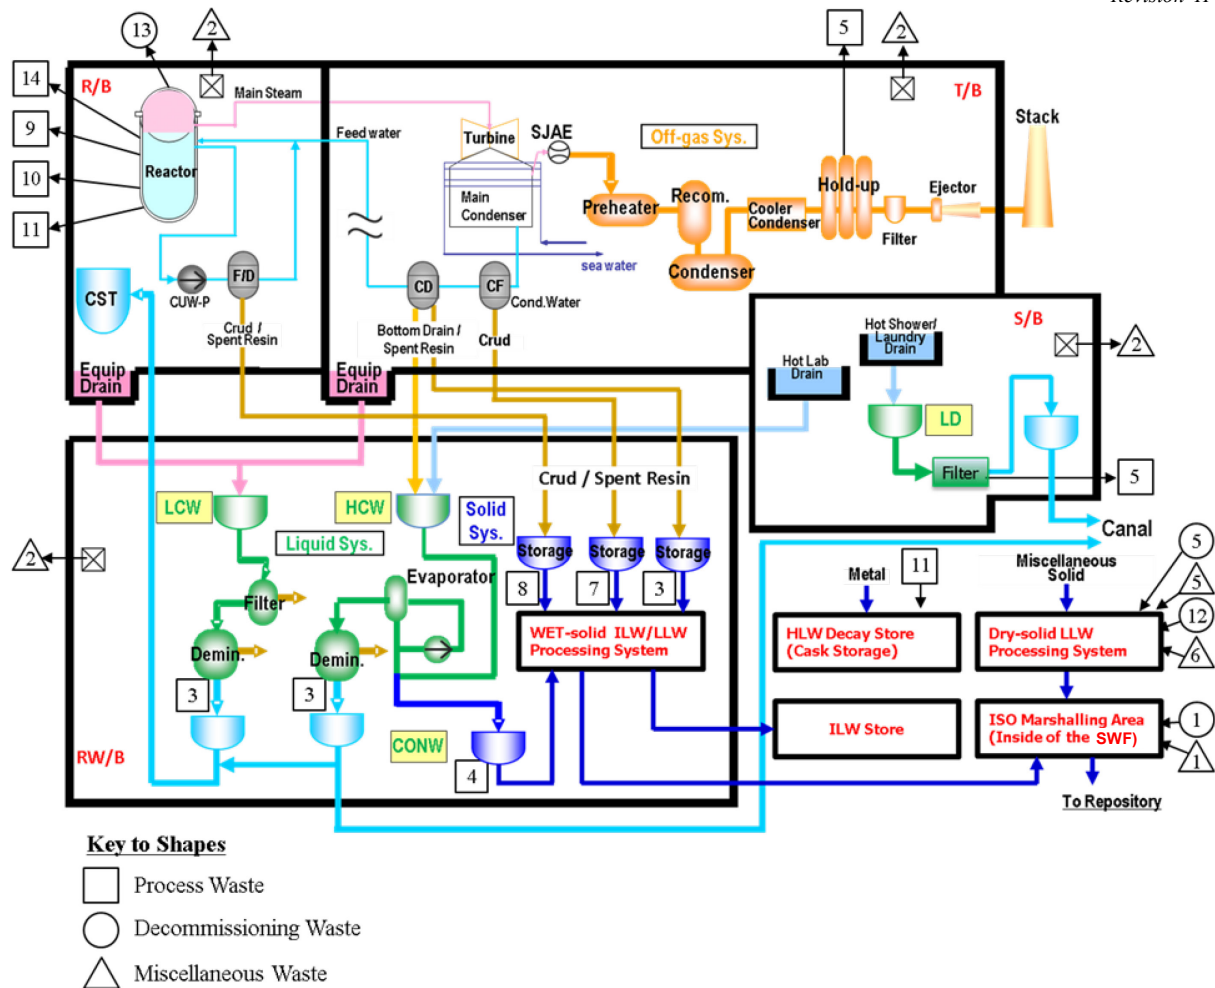 Revision H
13
2
5
2
14
R/B
T/B
Main Steam
Stack
9
Feed water
Turbine
SJAE
Off-gas Sys.
Reactor
10
Main
Condenser
Preheater
Recom.
Cooler
Condenser
Hold-up
Ejector
11
Filter
sea water
Condenser
F/D
CST
CUW-P
CD
CF
Cond.Water
Crud /
Spent Resin
Bottom Drain /
Spent Resin
Crud
Hot Shower/
Laundry
Drain
S/B
2
Equip
Drain
Equip
Drain
Hot Lab
Drain
LD
Filter
5
Crud / Spent Resin
LCW
HCW
Solid
Sys.
Liquid Sys.
Canal
5
2
Storage
Storage
Storage
Miscellaneous
Solid
Evaporator
Metal
11
5
8
7
3
Filter
12
WET-solid ILW/LLW
Processing System
HLW Decay Store
(Cask Storage)
Dry-solid LLW
Processing System
Demin.
Demin.
6
3
3
1
ILW Store
ISO Marshalling Area
(Inside of the SWF)
CONW
RW/B
1
4
To Repository
Key to Shapes
Process Waste
Decommissioning Waste
Miscellaneous Waste